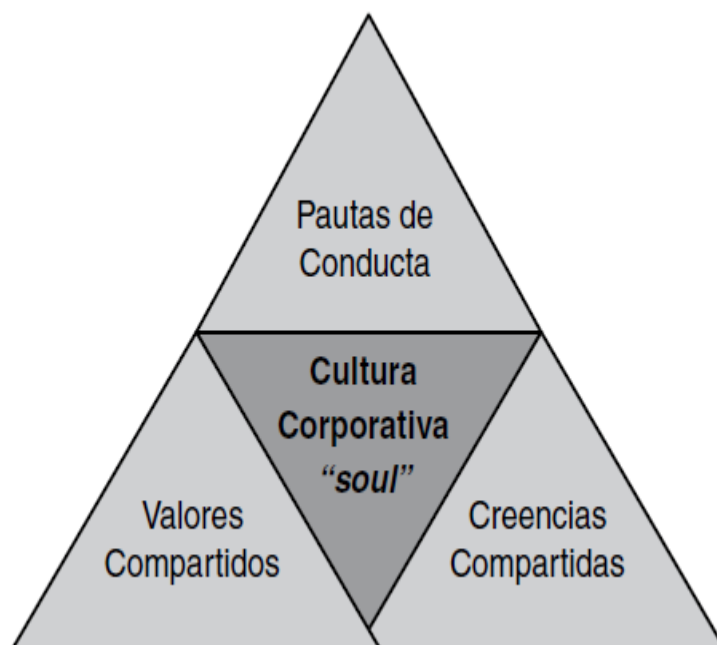 Pautas de
Conducta
Cultura
Corporativa
“soul”
Valores
Compartidos
Creencias
Compartidas